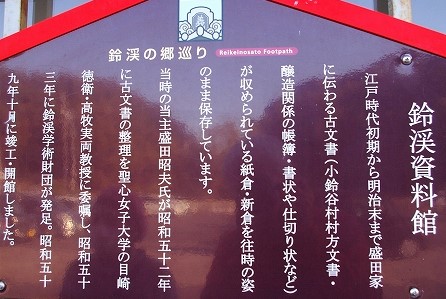 鈴渓の郷巡り
Reikeinosato Footpath
鈴渓資料館
江戸時代初期から明治末まで盛田家
に伝わる古文書(小鈴谷村村方文書・
醸造関係の帳簿・書状や仕切り状など)
が収められている紙倉・新倉を往時の姿
のまま保存しています。
当時の当主盛田昭夫氏が昭和五十二年
に古文書の整理を聖心女子大学の目崎
徳衛・高牧実両教授に委嘱し、昭和五十
三年に鈴渓学術財団が発足。昭和五十
九年十月に竣工・開館しました。